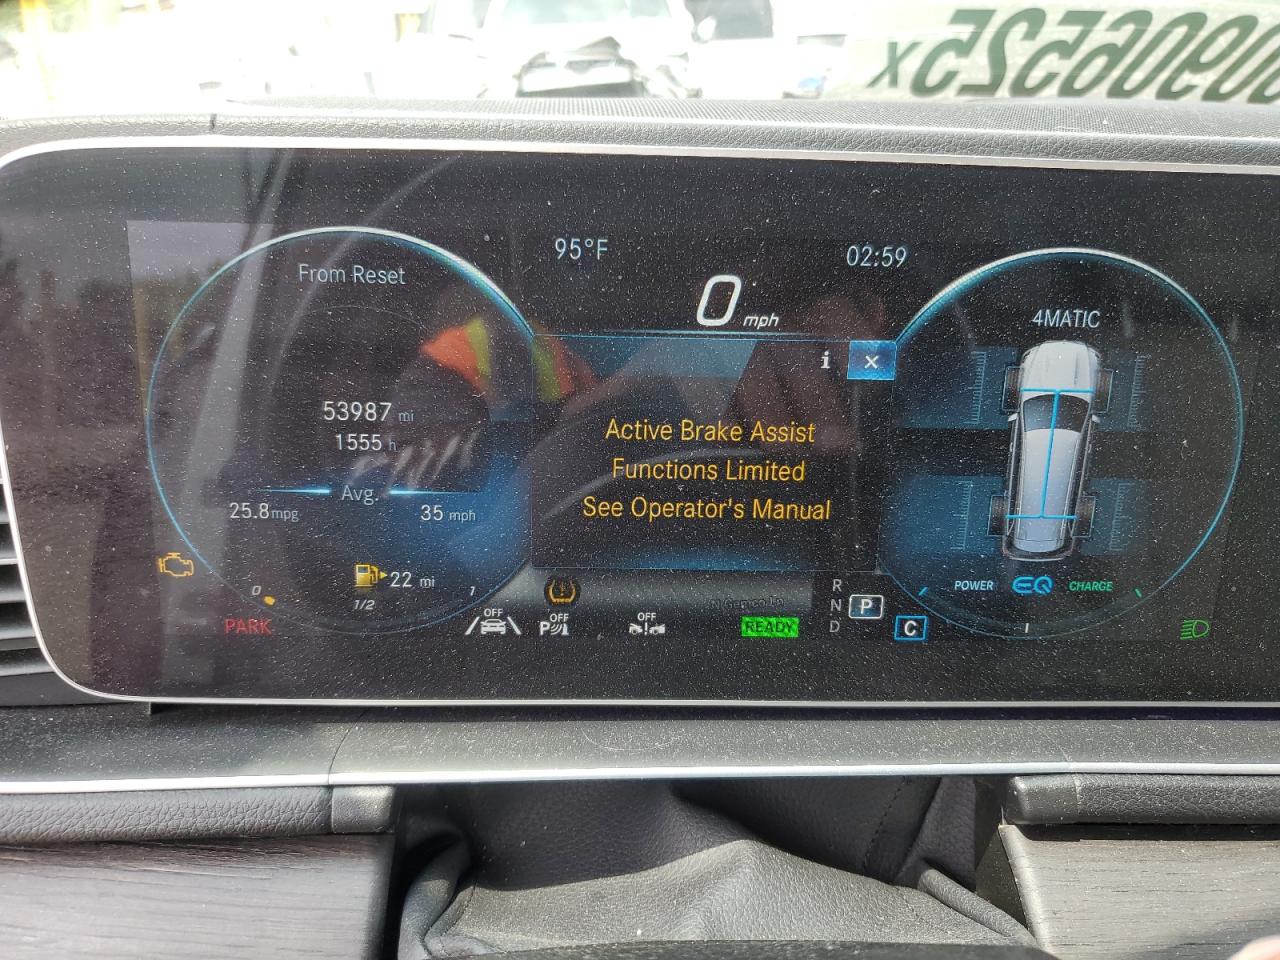 95°F
02:59
From Reset
0 mph
4MATIC
i
x
53987 mi
1555 h
Active Brake Assist
Functions Limited
See Operator's Manual
Avg.
25.8 mpg
35 mph
22 mi
0
1/2
1
PARK
OFF
OFF
P
OFF
READY
R
N
D
P
C
POWER
EQ
CHARGE